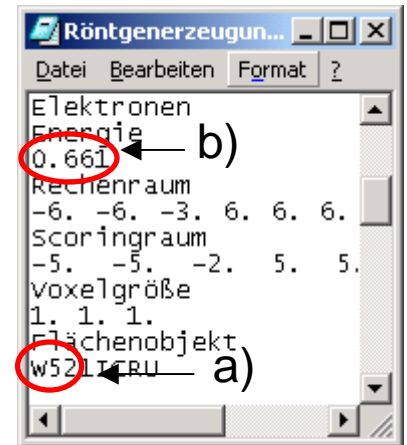 Röntgenerzeugun...
Datei Bearbeiten Format ?
Elektronen
Energie
0.661
b)
Rechenraum
-6. -6. -3. 6. 6. 6.
Scoringraum
-5. -5. -2. 5. 5.
Voxelgröße
1. 1. 1.
Flächenobjekt
W521ICRU
a)